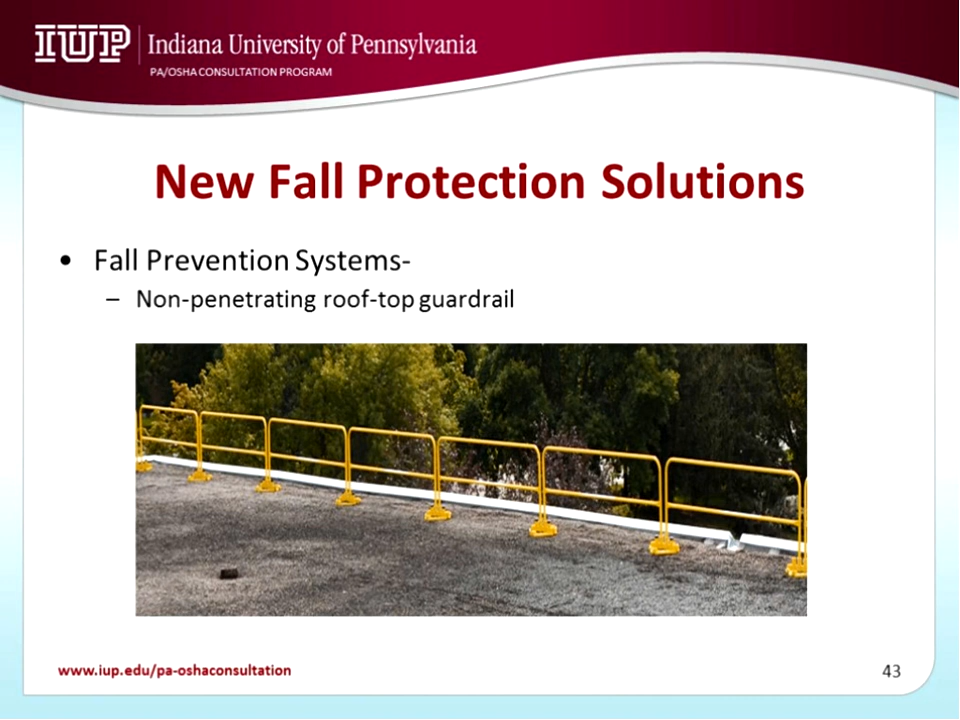 IUP
Indiana University of Pennsylvania
PA/OSHA CONSULTATION PROGRAM
New Fall Protection Solutions
• Fall Prevention Systems-
– Non-penetrating roof-top guardrail
www.iup.edu/pa-oshaconsultation
43